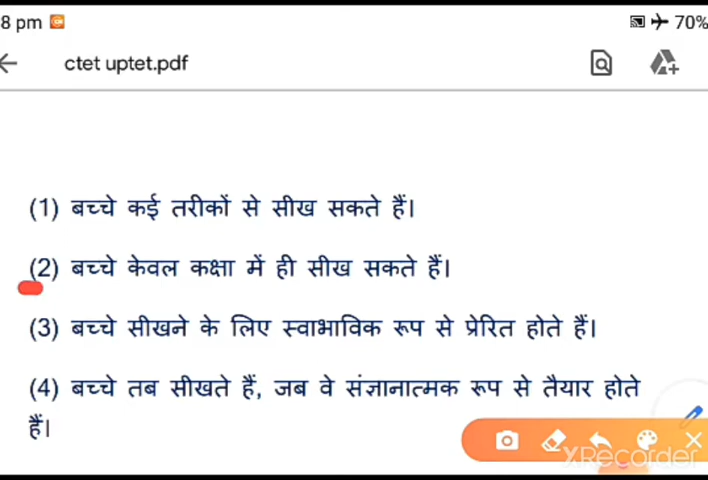 8 pm 70%
ctet uptet.pdf
(1) बच्चे कई तरीकों से सीख सकते हैं।
(2) बच्चे केवल कक्षा में ही सीख सकते हैं।
(3) बच्चे सीखने के लिए स्वाभाविक रूप से प्रेरित होते हैं।
(4) बच्चे तब सीखते हैं, जब वे संज्ञानात्मक रूप से तैयार होते
हैं।
XRecorder